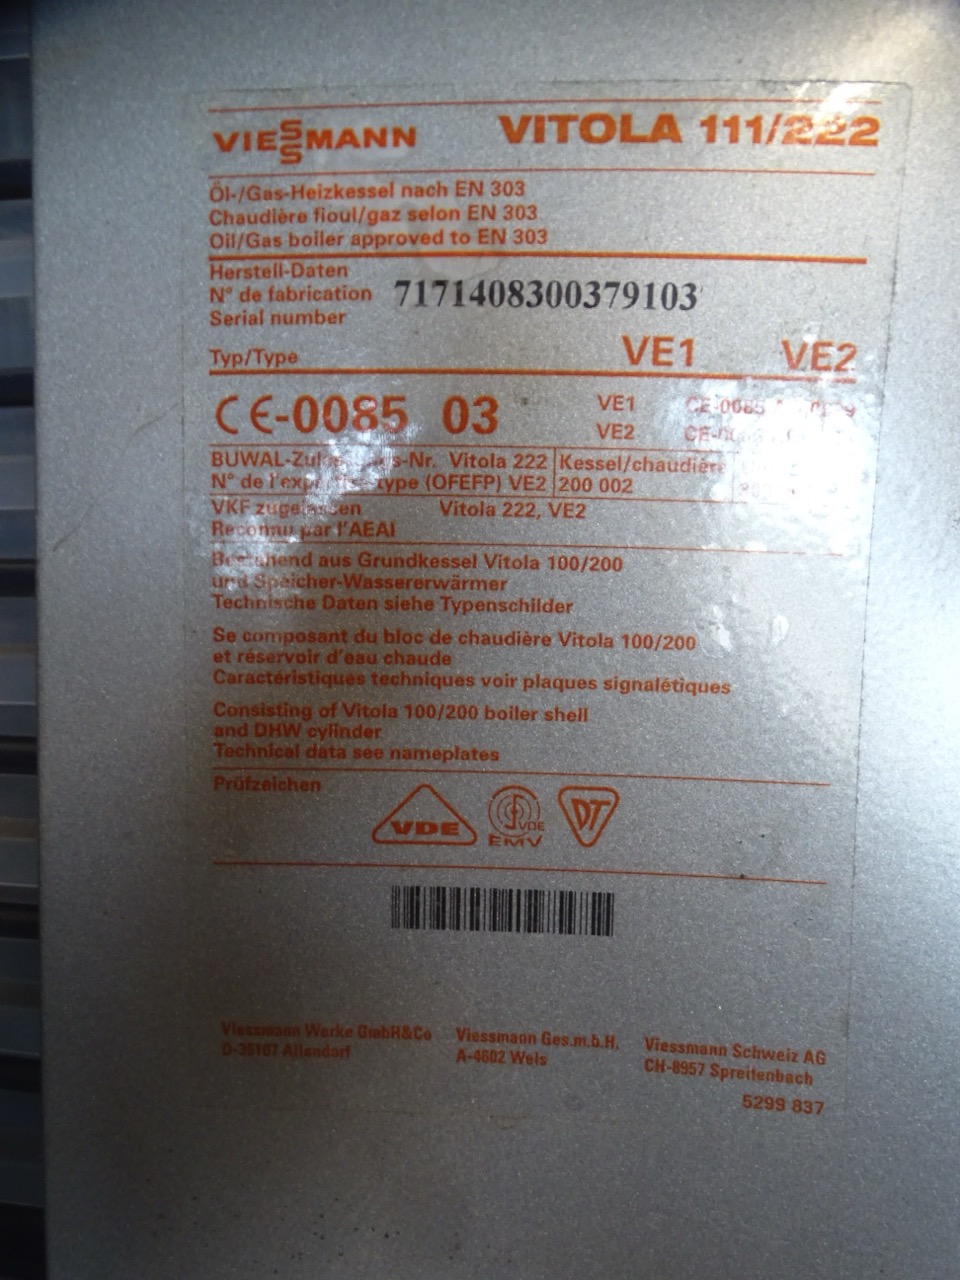 VIESSMANN VITOLA 111/222
Öl-/Gas-Heizkessel nach EN 303
Chaudière fioul/gaz selon EN 303
Oil/Gas boiler approved to EN 303
Herstell-Daten
N° de fabrication 7171408300379103
Serial number
Typ/Type VE1 VE2
CE-0085 03 VE1
VE2
Vitola 222 Kessel/chaudière
N° de type (OFEFP) VE2 200 002
VKF Vitola 222, VE2
Reconnu par l'AEAI
Bestehend aus Grundkessel Vitola 100/200
und Speicher-Wassererwärmer
Technische Daten siehe Typenschilder
Se composant du bloc de chaudière Vitola 100/200
et réservoir d'eau chaude
Caractéristiques techniques voir plaques signalétiques
Consisting of Vitola 100/200 boiler shell
and DHW cylinder
Technical data see nameplates
Prüfzeichen
VDE VDE DT
EMV
Viessmann Werke GmbH&Co Viessmann Ges.m.b.H. Viessmann Schweiz AG
D-35107 Allendorf A-4602 Wels CH-8957 Spreitenbach
5299 837